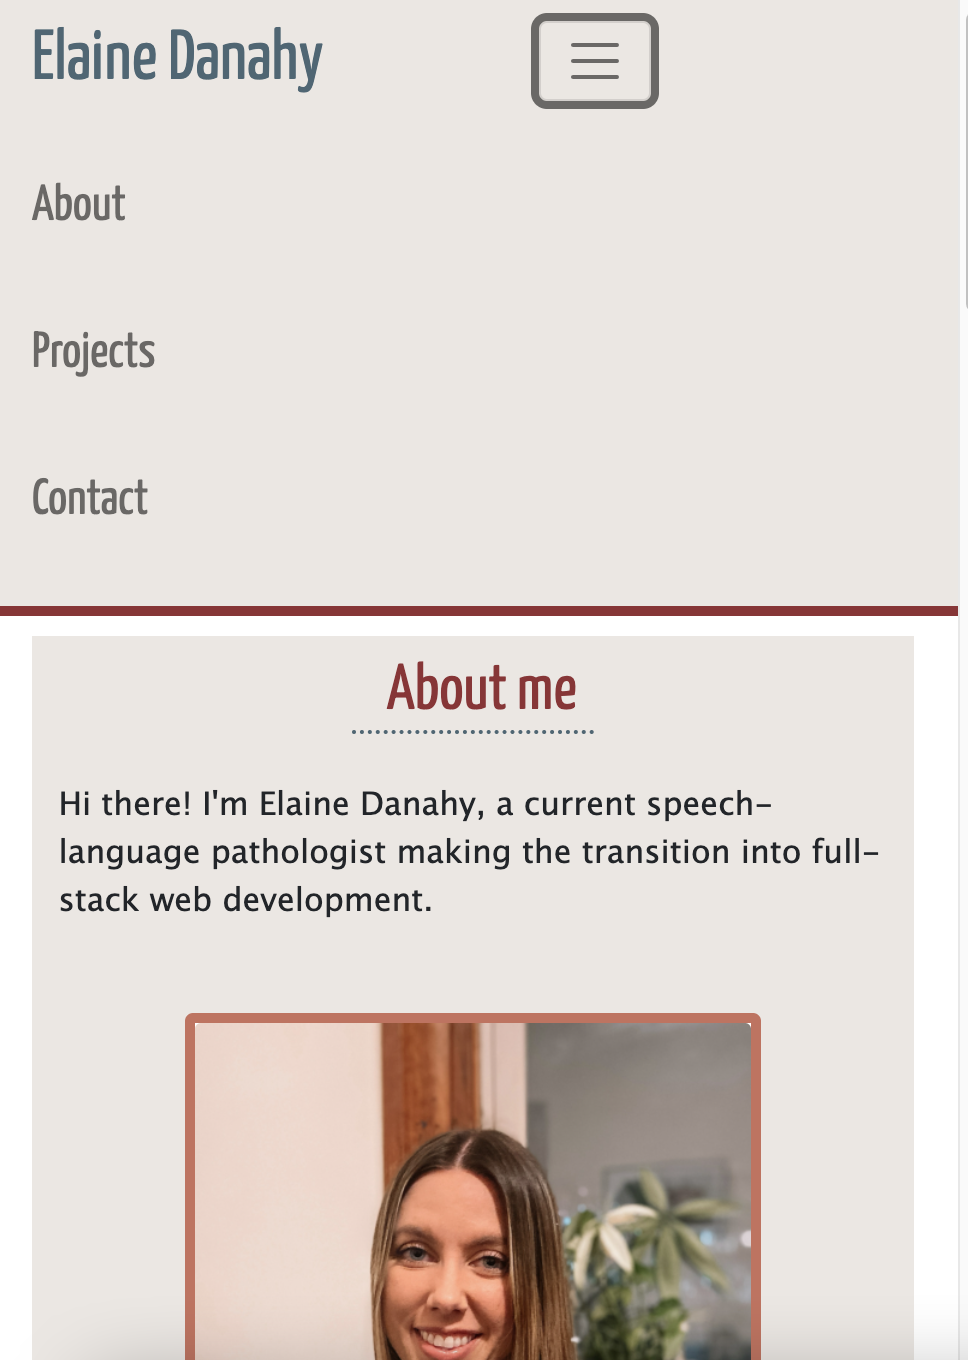 Elaine Danahy
About
Projects
Contact
About me
Hi there! I'm Elaine Danahy, a current speech-
language pathologist making the transition into full-
stack web development.